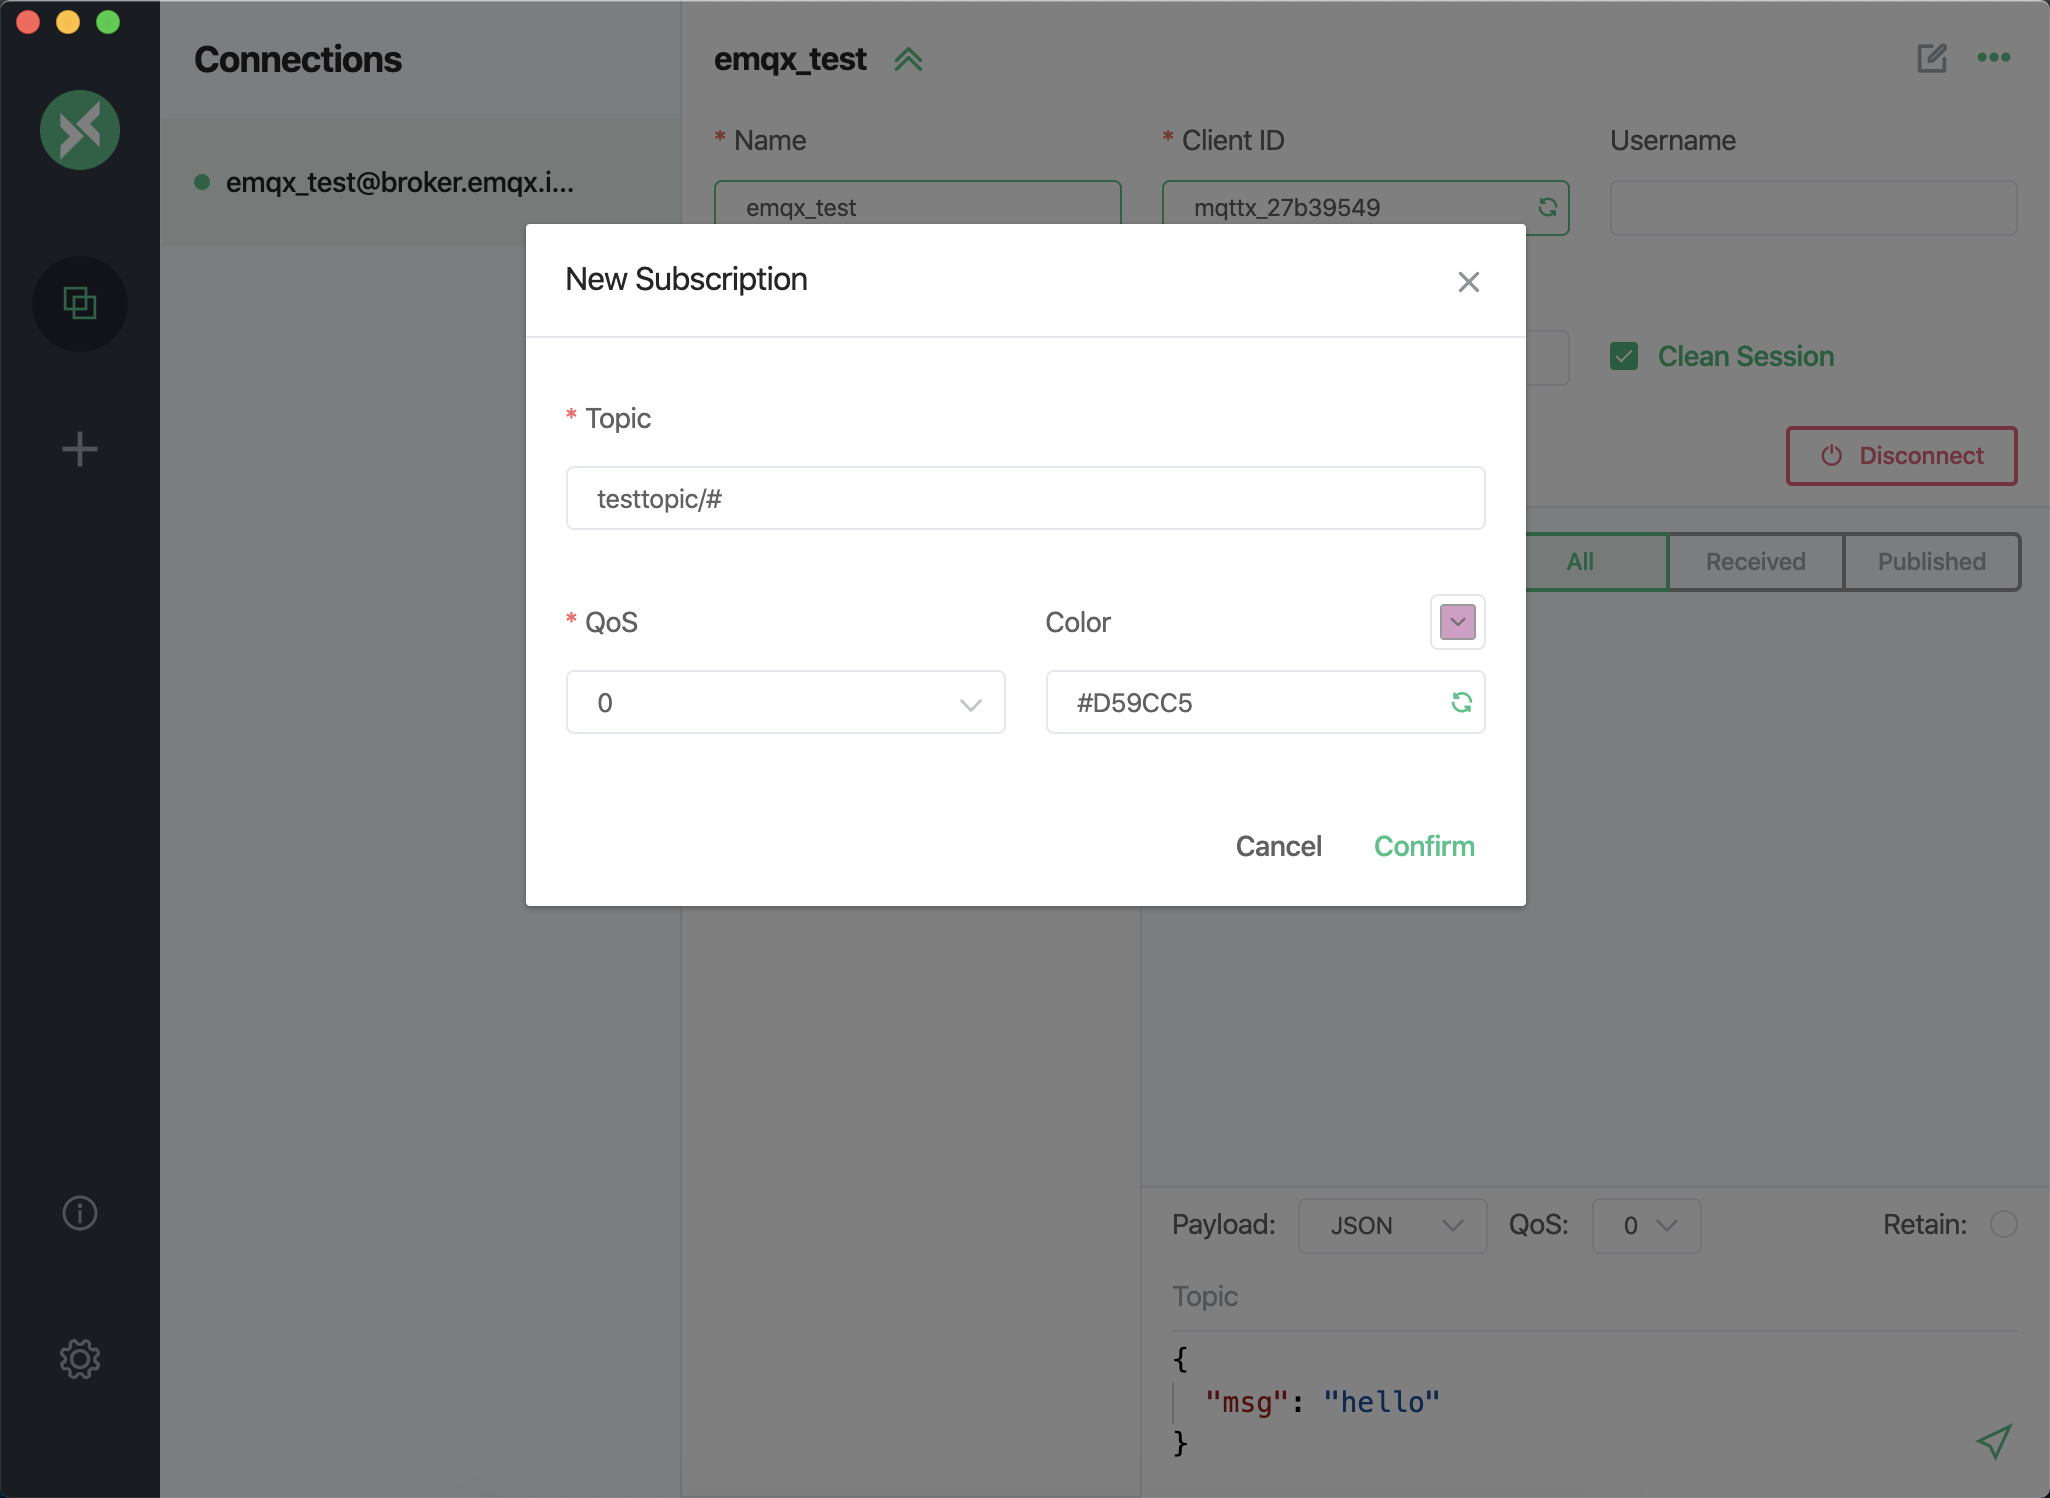 Connections
emqx_test@broker.emqx.i...
emqx_test
* Name
* Client ID
Username
emqx_test
mqttx_27b39549
Clean Session
Disconnect
All
Received
Published
New Subscription
* Topic
testtopic/#
* QoS
Color
0
#D59CC5
Cancel
Confirm
Payload:
JSON
QoS:
0
Retain:
Topic
{
"msg": "hello"
}